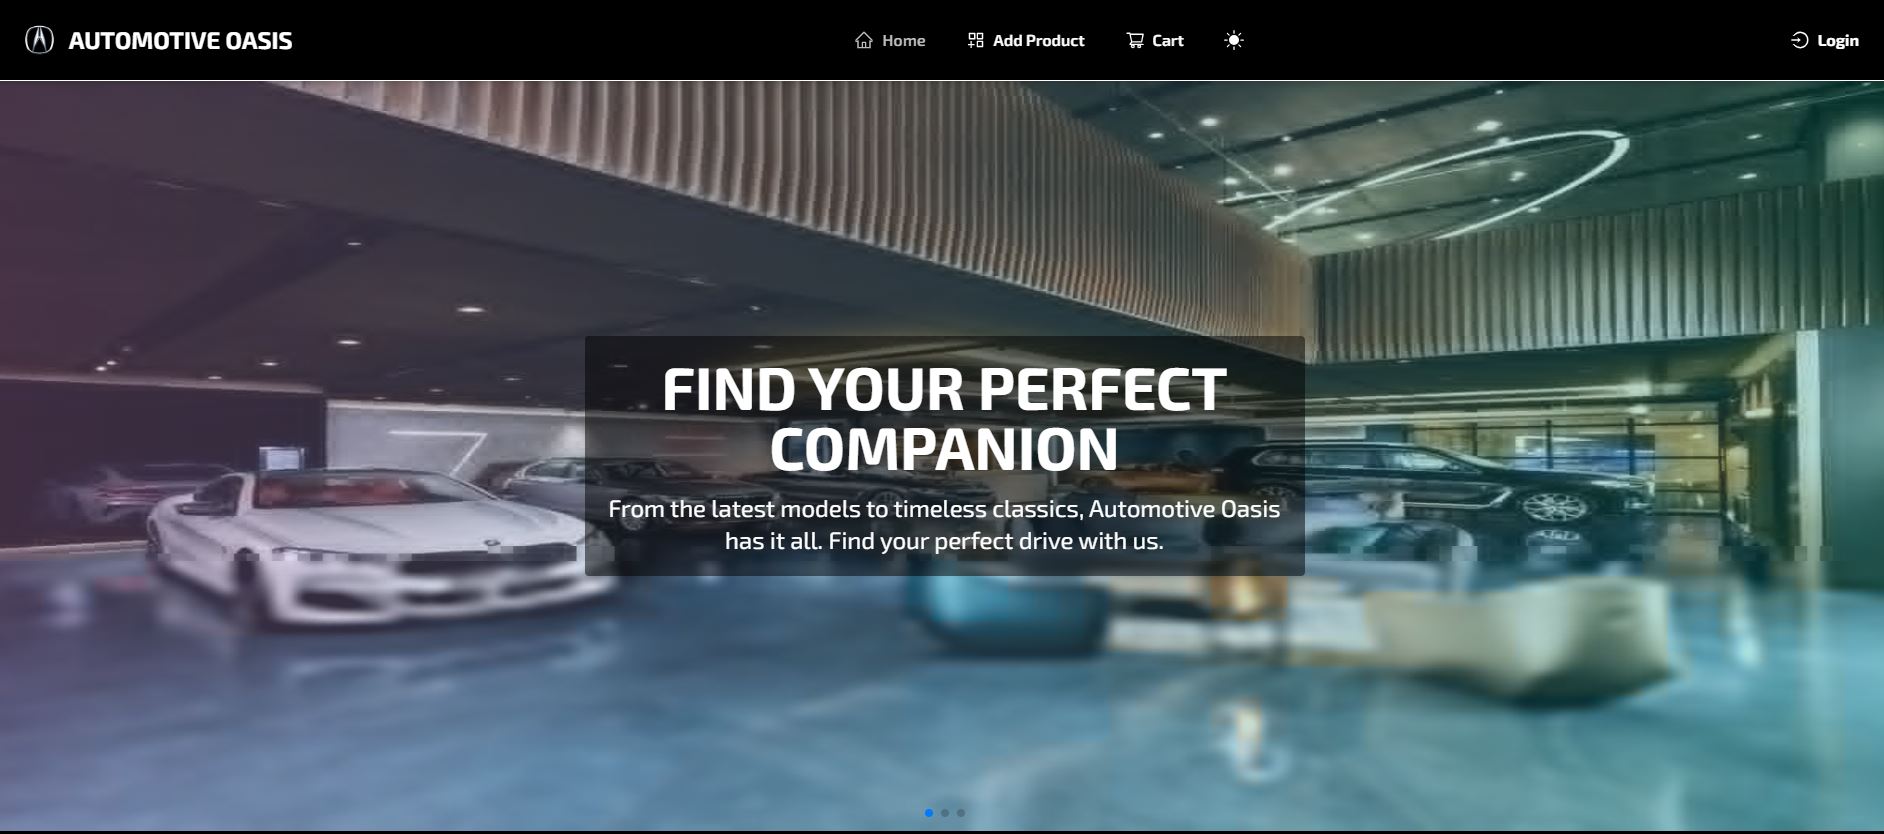 AUTOMOTIVE OASIS
Home
Add Product
Cart
Login
FIND YOUR PERFECT
COMPANION
From the latest models to timeless classics, Automotive Oasis
has it all. Find your perfect drive with us.